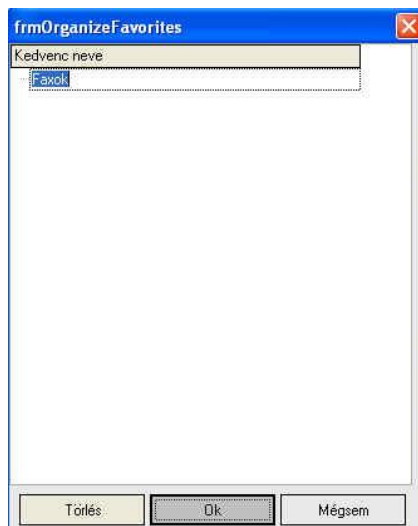 frmOrganizeFavorites
Kedvenc neve
Faxok
Törlés
Ok
Mégsem